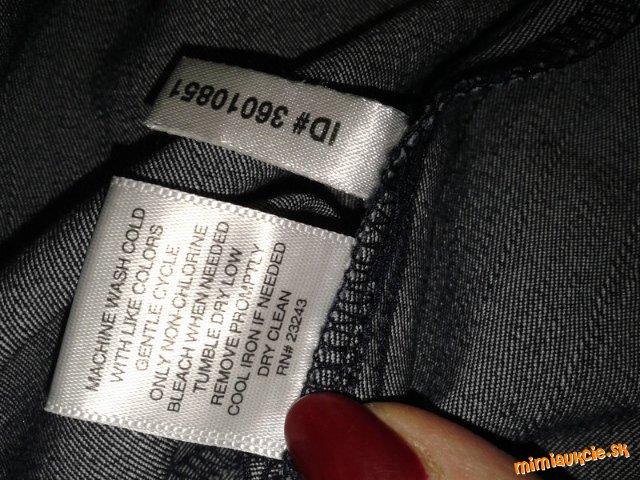 ID# 36010851
MACHINE WASH COLD
WITH LIKE COLORS
GENTLE CYCLE
ONLY NON-CHLORINE
BLEACH WHEN NEEDED
TUMBLE DRY LOW
REMOVE PROMPTLY
COOL IRON IF NEEDED
DRY CLEAN
RN# 23243
mimiaukcie.sk